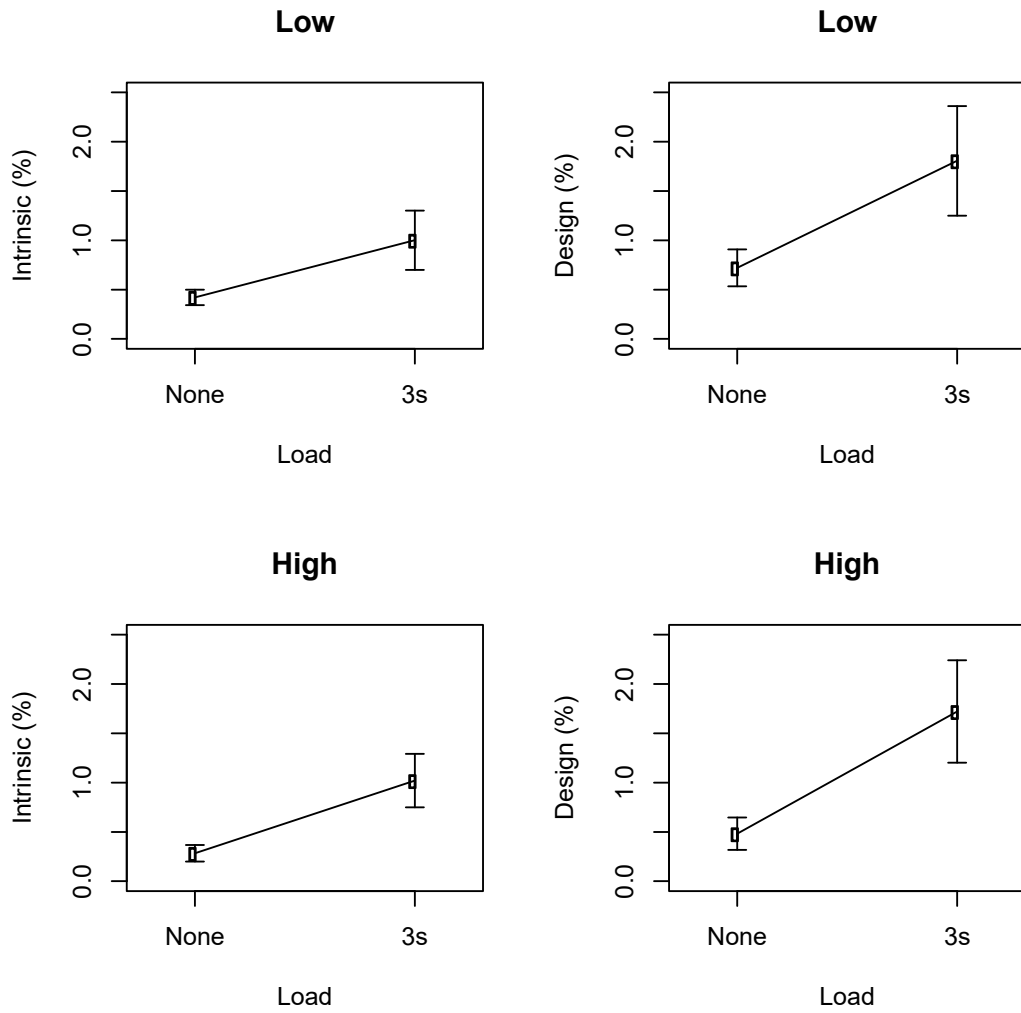 Low
Intrinsic (%)
2.0
1.0
0.0
None 3s
Load
Low
Design (%)
2.0
1.0
0.0
None 3s
Load
High
Intrinsic (%)
2.0
1.0
0.0
None 3s
Load
High
Design (%)
2.0
1.0
0.0
None 3s
Load